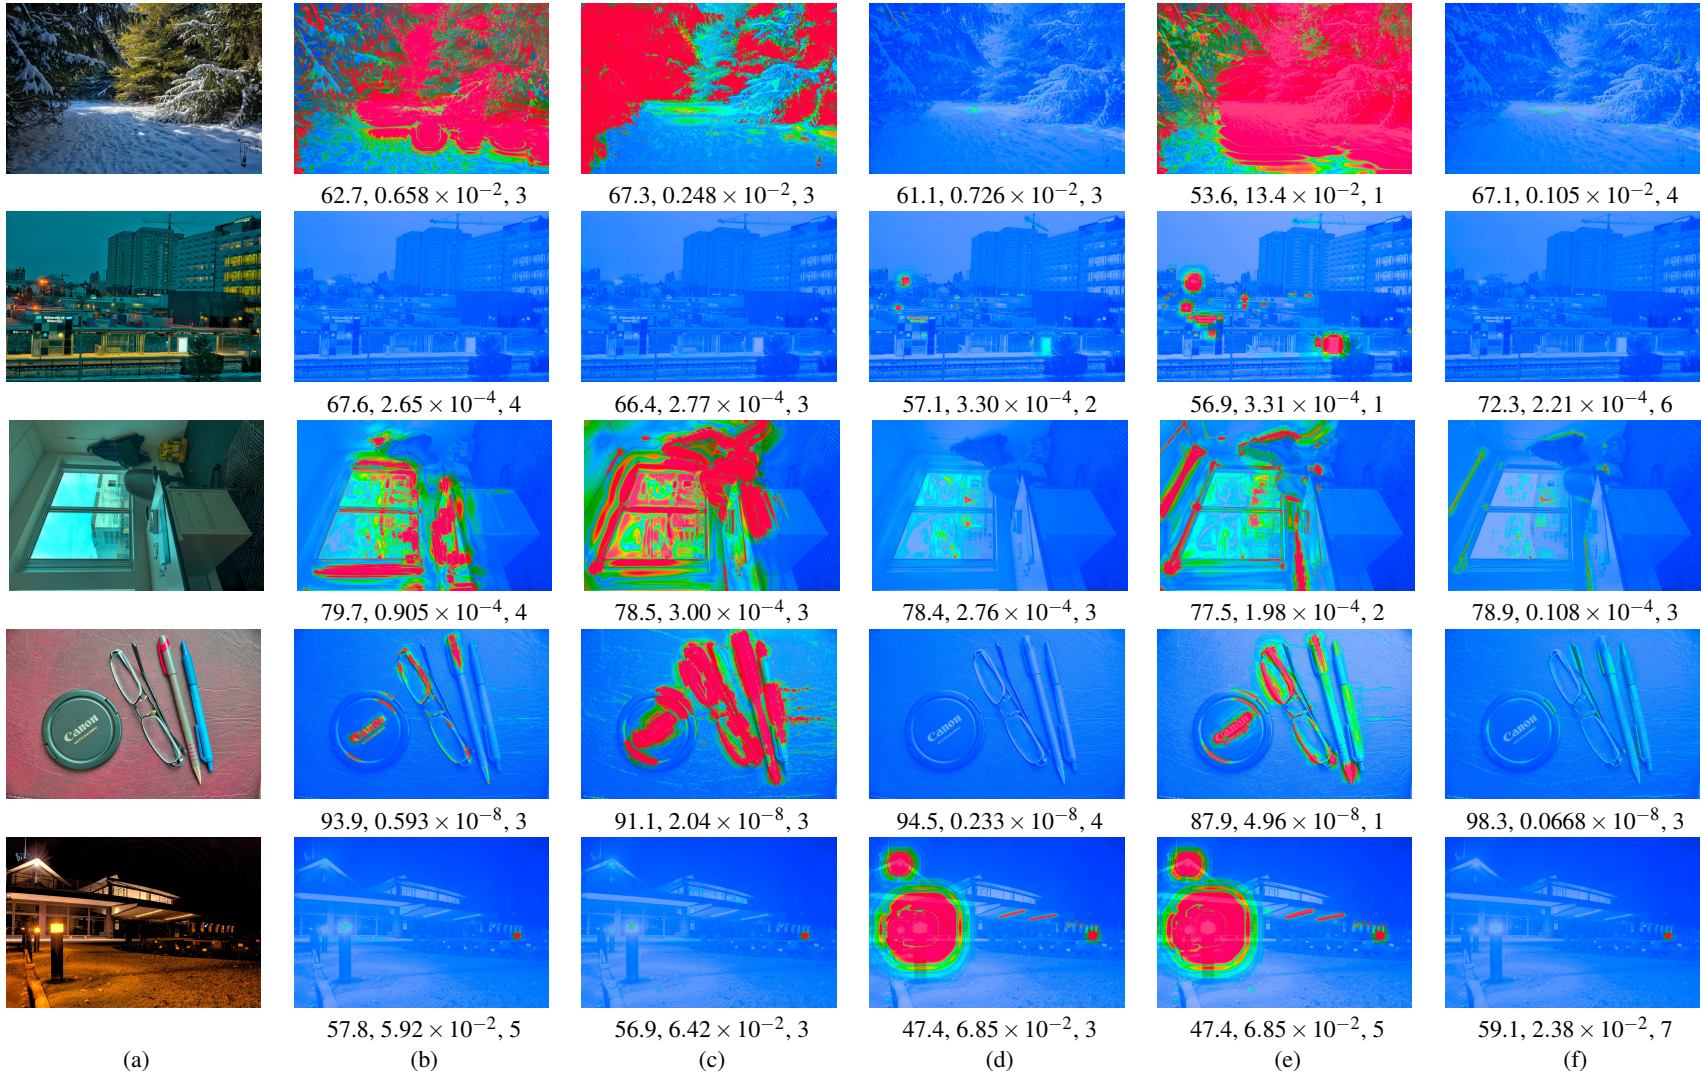 62.7, 0.658 × 10⁻², 3
67.3, 0.248 × 10⁻², 3
61.1, 0.726 × 10⁻², 3
53.6, 13.4 × 10⁻², 1
67.1, 0.105 × 10⁻², 4
67.6, 2.65 × 10⁻⁴, 4
66.4, 2.77 × 10⁻⁴, 3
57.1, 3.30 × 10⁻⁴, 2
56.9, 3.31 × 10⁻⁴, 1
72.3, 2.21 × 10⁻⁴, 6
79.7, 0.905 × 10⁻⁴, 4
78.5, 3.00 × 10⁻⁴, 3
78.4, 2.76 × 10⁻⁴, 3
77.5, 1.98 × 10⁻⁴, 2
78.9, 0.108 × 10⁻⁴, 3
Canon
Canon
Canon
Canon
Canon
93.9, 0.593 × 10⁻⁸, 3
91.1, 2.04 × 10⁻⁸, 3
94.5, 0.233 × 10⁻⁸, 4
87.9, 4.96 × 10⁻⁸, 1
98.3, 0.0668 × 10⁻⁸, 3
57.8, 5.92 × 10⁻², 5
56.9, 6.42 × 10⁻², 3
47.4, 6.85 × 10⁻², 3
47.4, 6.85 × 10⁻², 5
59.1, 2.38 × 10⁻², 7
(a)
(b)
(c)
(d)
(e)
(f)